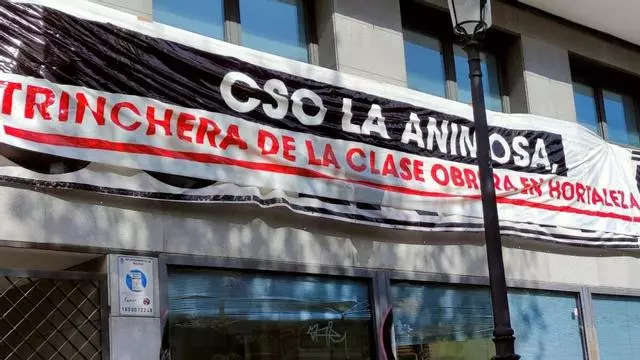 CSO LA ANIMOSA,
TRINCHERA DE LA CLASE OBRERA EN HORTALEZA